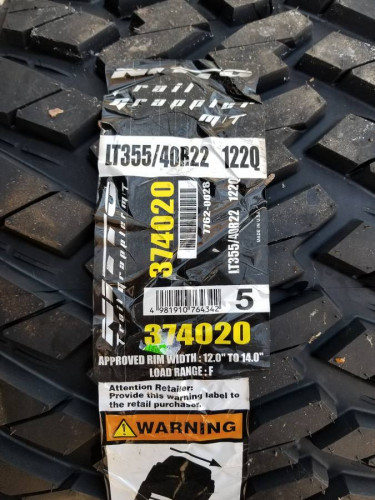 NITTO
trail
grappler
M/T
LT355/40R22 122Q
374020
7762-0028
LT355/40R22 122Q
MADE IN U.S.A.
NITTO
trail grappler M/T
4 981910 764342
5
374020
APPROVED RIM WIDTH : 12.0" TO 14.0"
LOAD RANGE : F
Attention Retailer:
Provide this warning label to
the retail purchaser.
WARNING